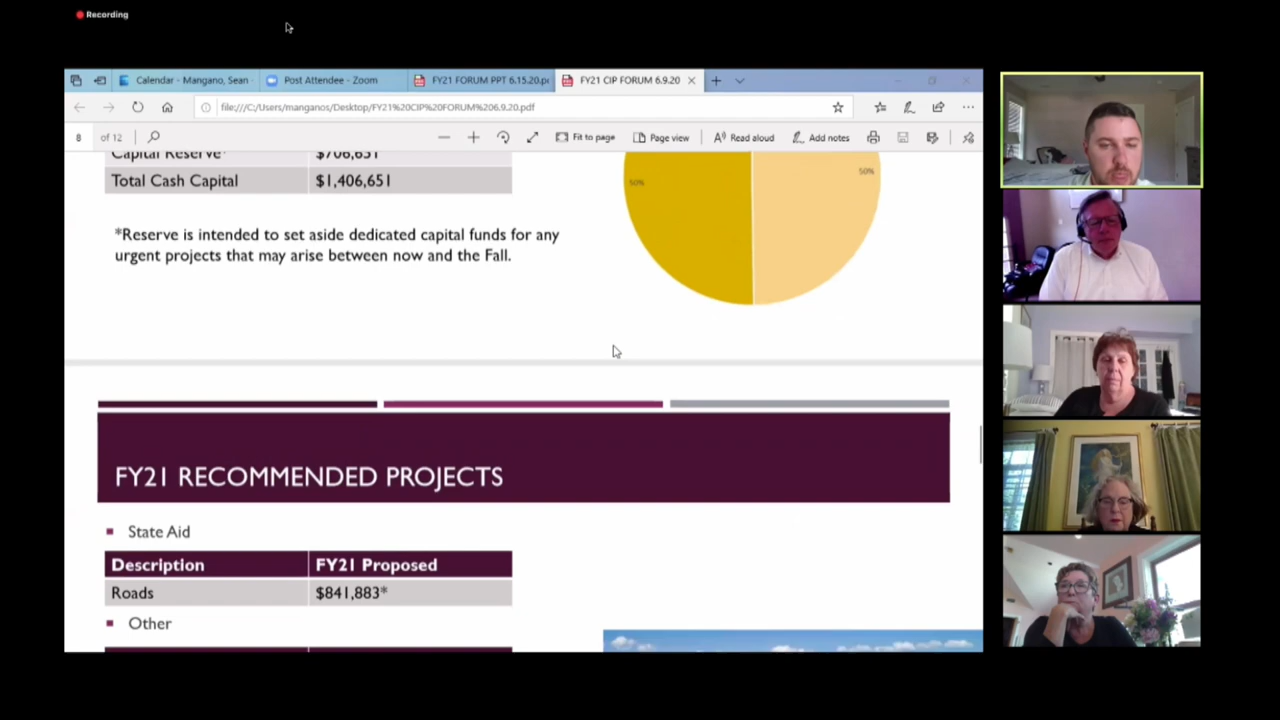 Recording
Calendar - Mangano, Sean
Post Attendee - Zoom
FY21 FORUM PPT 6.15.20.p
FY21 CIP FORUM 6.9.20
file:///C:/Users/manganos/Desktop/FY21%20CIP%20FORUM%206.9.20.pdf
8 of 12
Fit to page
Page view
Read aloud
Add notes
Capital Reserve* $706,651
Total Cash Capital $1,406,651
50%
50%
*Reserve is intended to set aside dedicated capital funds for any
urgent projects that may arise between now and the Fall.
FY21 RECOMMENDED PROJECTS
State Aid
Description FY21 Proposed
Roads $841,883*
Other